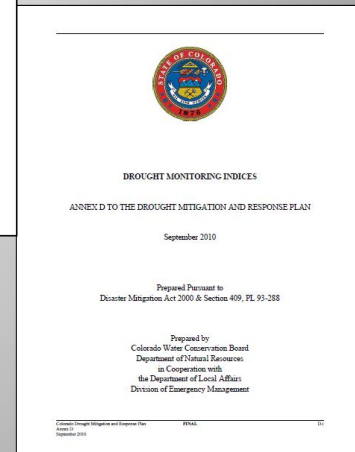 STATE OF COLORADO
1876
DROUGHT MONITORING INDICES
ANNEX D TO THE DROUGHT MITIGATION AND RESPONSE PLAN
September 2010
Prepared Pursuant to
Disaster Mitigation Act 2000 & Section 409, PL 93-288
Prepared by
Colorado Water Conservation Board
Department of Natural Resources
in Cooperation with
the Department of Local Affairs
Division of Emergency Management
Colorado Drought Mitigation and Response Plan FINAL D-1
Annex D
September 2010